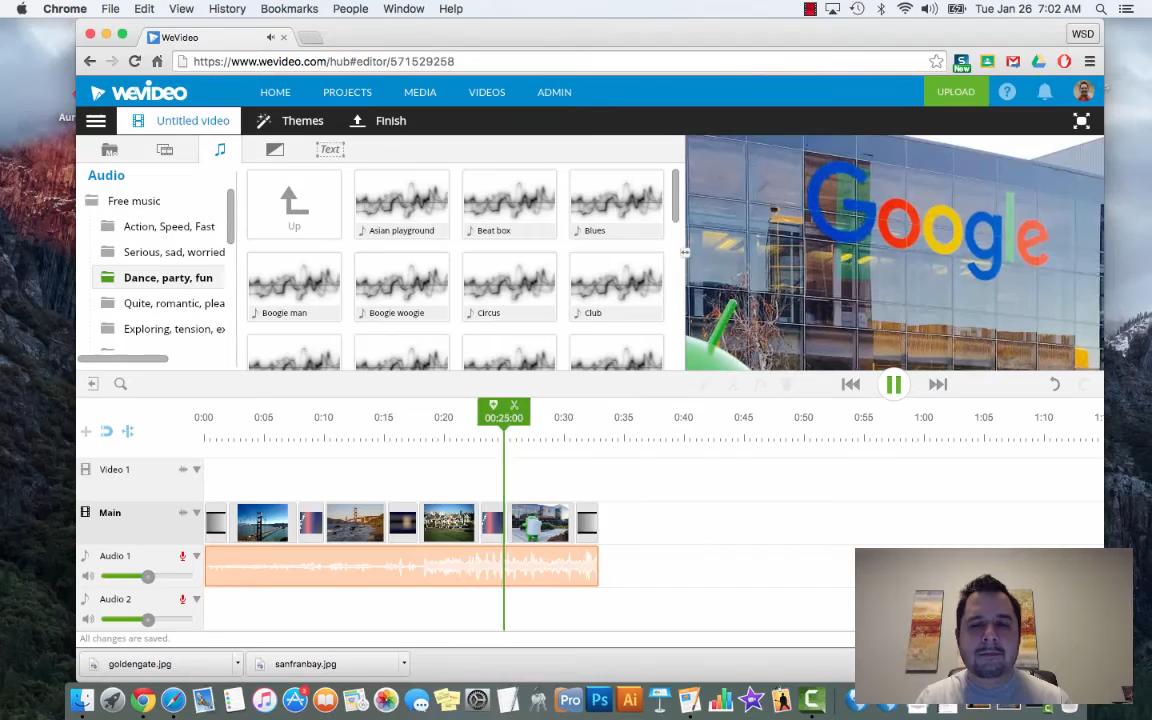 Chrome File Edit View History Bookmarks People Window Help Tue Jan 26 7:02 AM
WeVideo WSD
https://www.wevideo.com/hub#editor/571529258 New
wevideo HOME PROJECTS MEDIA VIDEOS ADMIN UPLOAD ?
Untitled video Themes Finish
Me Text
Audio
Free music
Action, Speed, Fast
Serious, sad, worried
Dance, party, fun
Quite, romantic, plea
Exploring, tension, ex
Up Asian playground Beat box Blues
Boogie man Boogie woogie Circus Club
Google
00:25:00
0:00 0:05 0:10 0:15 0:20 0:30 0:35 0:40 0:45 0:50 0:55 1:00 1:05 1:10
Video 1
Main
Audio 1
Audio 2
All changes are saved.
goldengate.jpg sanfranbay.jpg
Pro Ps Ai